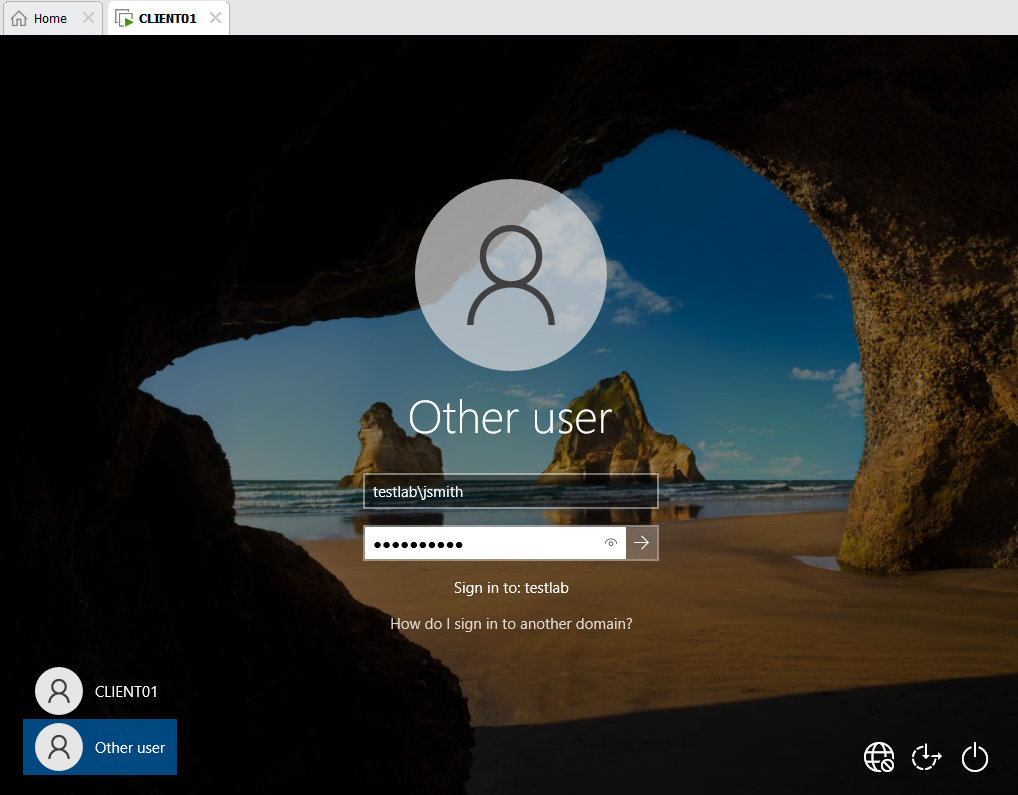 Home
CLIENT01
Other user
testlab\jsmith
••••••••••
Sign in to: testlab
How do I sign in to another domain?
CLIENT01
Other user